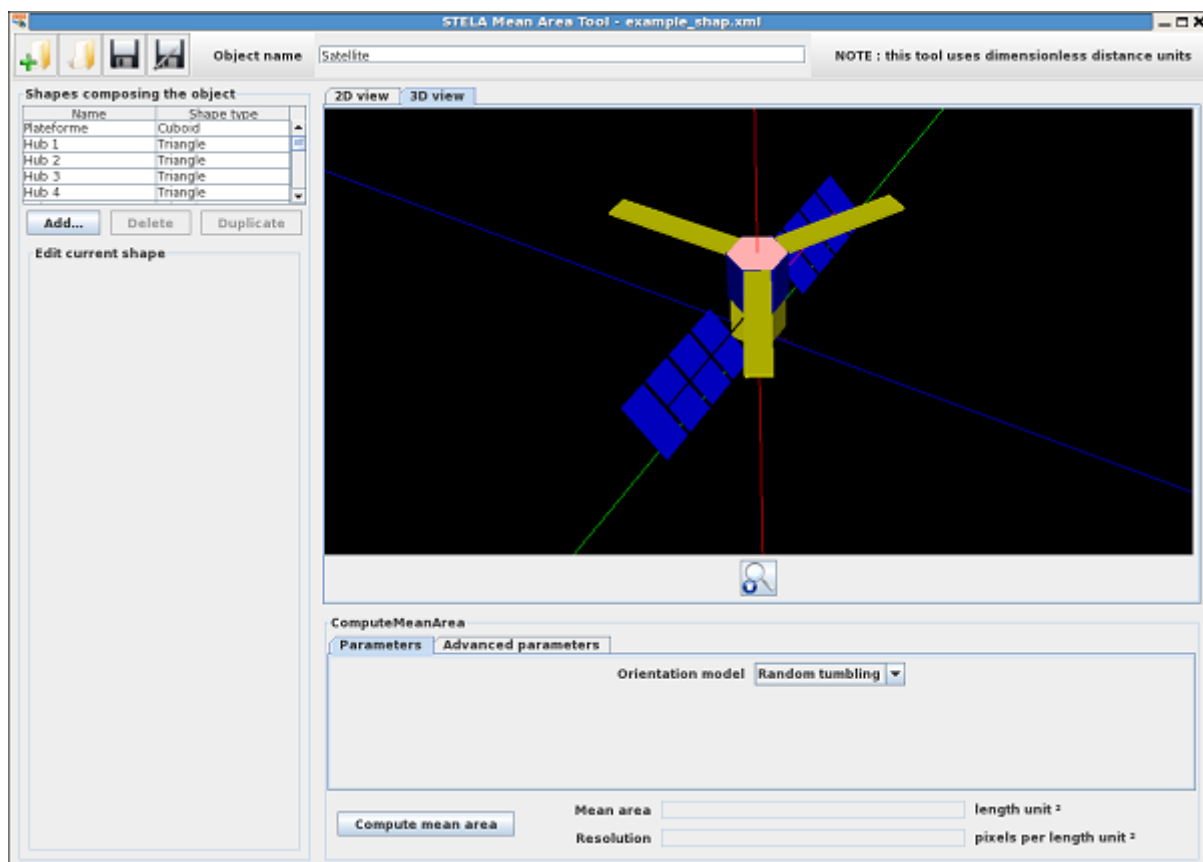 STELA Mean Area Tool - example_shap.xml
Object name Satellite NOTE : this tool uses dimensionless distance units
Shapes composing the object
Name Shape type
Plateforme Cuboid
Hub 1 Triangle
Hub 2 Triangle
Hub 3 Triangle
Hub 4 Triangle
Add... Delete Duplicate
Edit current shape
2D view 3D view
ComputeMeanArea
Parameters Advanced parameters
Orientation model Random tumbling
Compute mean area
Mean area length unit ²
Resolution pixels per length unit ²